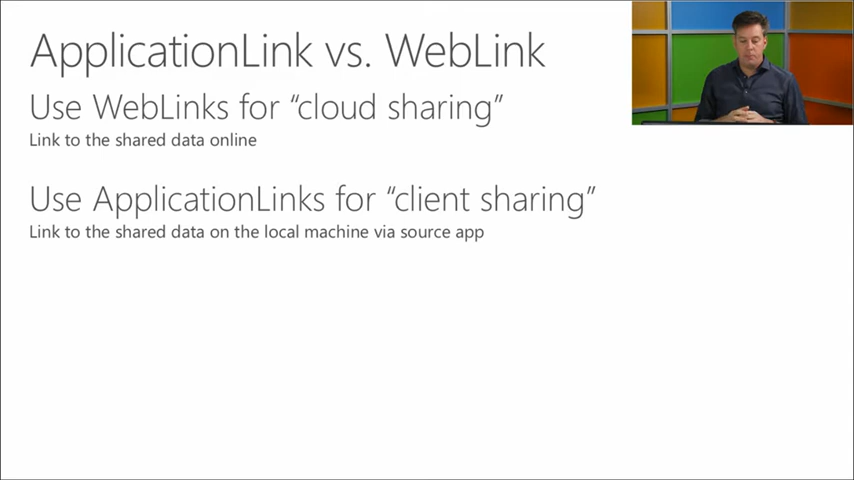 ApplicationLink vs. WebLink
Use WebLinks for “cloud sharing”
Link to the shared data online
Use ApplicationLinks for “client sharing”
Link to the shared data on the local machine via source app